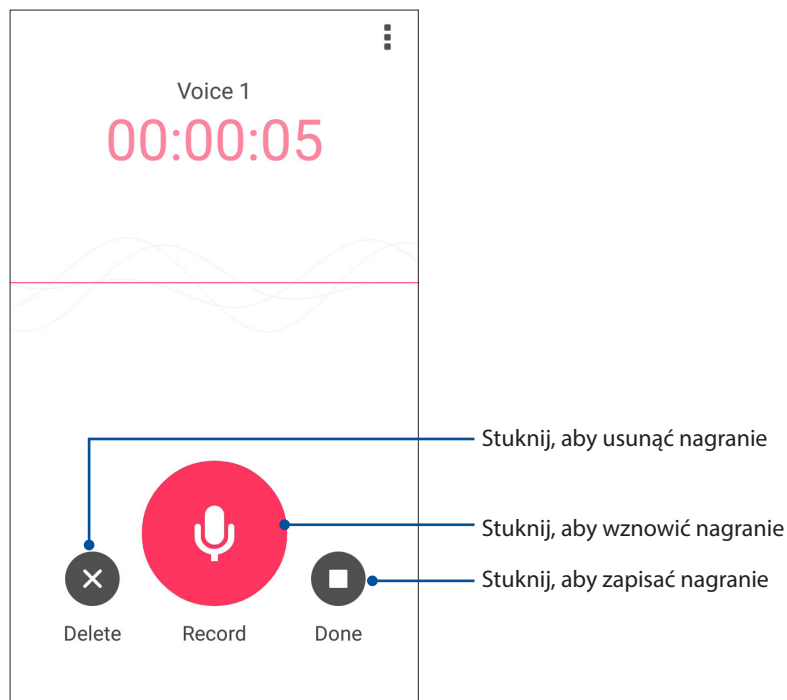 Voice 1
00:00:05
Stuknij, aby usunąć nagranie
Stuknij, aby wznowić nagranie
Stuknij, aby zapisać nagranie
Delete
Record
Done